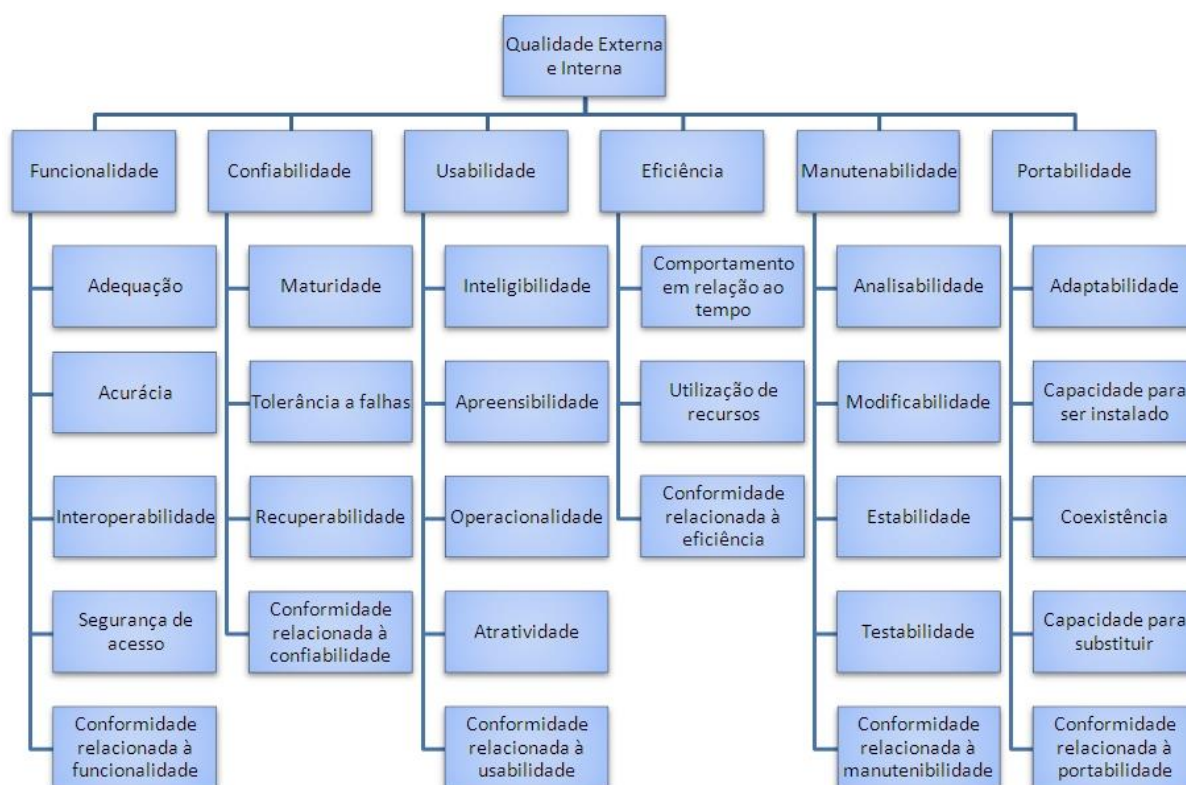 Qualidade Externa
e Interna
Funcionalidade
Confiabilidade
Usabilidade
Eficiência
Manutenabilidade
Portabilidade
Adequação
Acurácia
Interoperabilidade
Segurança de
acesso
Conformidade
relacionada à
funcionalidade
Maturidade
Tolerância a falhas
Recuperabilidade
Conformidade
relacionada à
confiabilidade
Inteligibilidade
Apreensibilidade
Operacionalidade
Atratividade
Conformidade
relacionada à
usabilidade
Comportamento
em relação ao
tempo
Utilização de
recursos
Conformidade
relacionada à
eficiência
Analisabilidade
Modificabilidade
Estabilidade
Testabilidade
Conformidade
relacionada à
manutenibilidade
Adaptabilidade
Capacidade para
ser instalado
Coexistência
Capacidade para
substituir
Conformidade
relacionada à
portabilidade